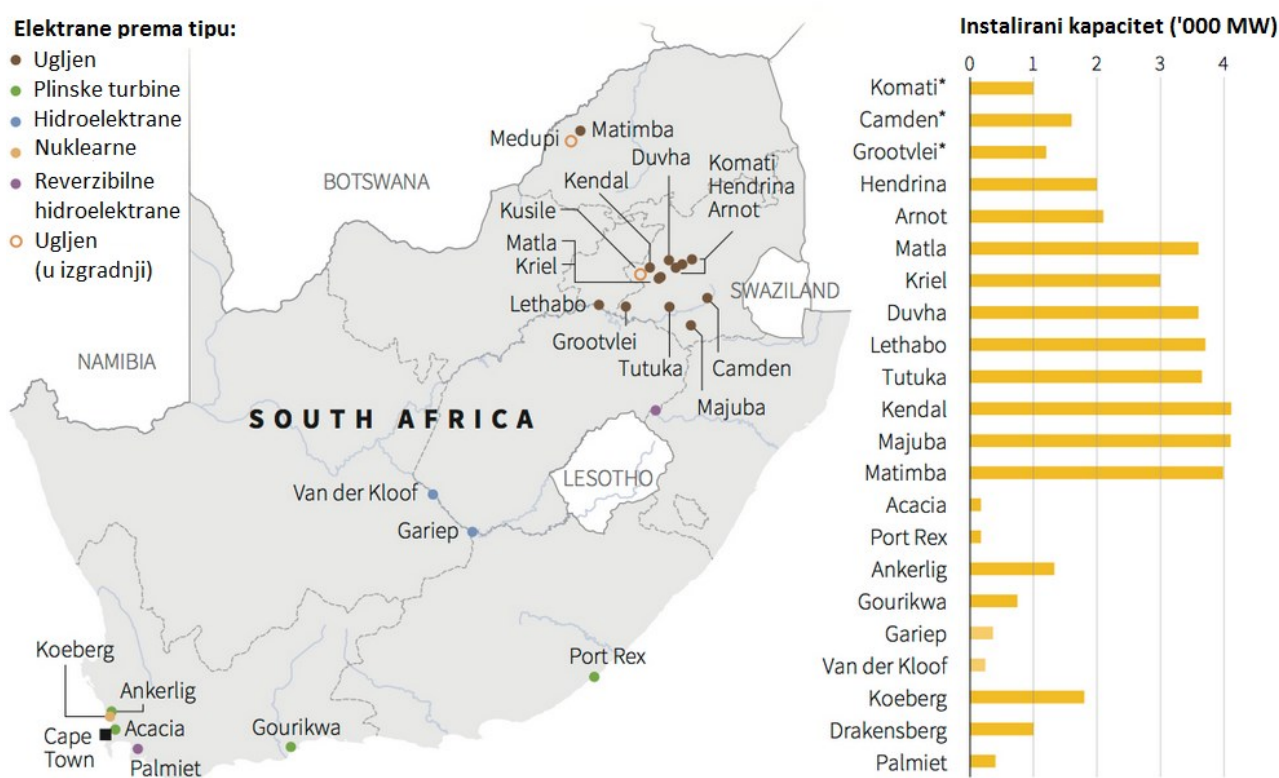 Elektrane prema tipu:
Ugljen
Plinske turbine
Hidroelektrane
Nuklearne
Reverzibilne
hidroelektrane
Ugljen
(u izgradnji)
BOTSWANA
NAMIBIA
SOUTH AFRICA
SWAZILAND
LESOTHO
Medupi
Matimba
Duvha
Kendal
Komati
Hendrina
Arnot
Kusile
Matla
Kriel
Lethabo
Grootvlei
Tutuka
Camden
Majuba
Van der Kloof
Gariep
Port Rex
Koeberg
Ankerlig
Acacia
Cape
Town
Palmiet
Gourikwa
Instalirani kapacitet ('000 MW)
0 1 2 3 4
Komati*
Camden*
Grootvlei*
Hendrina
Arnot
Matla
Kriel
Duvha
Lethabo
Tutuka
Kendal
Majuba
Matimba
Acacia
Port Rex
Ankerlig
Gourikwa
Gariep
Van der Kloof
Koeberg
Drakensberg
Palmiet